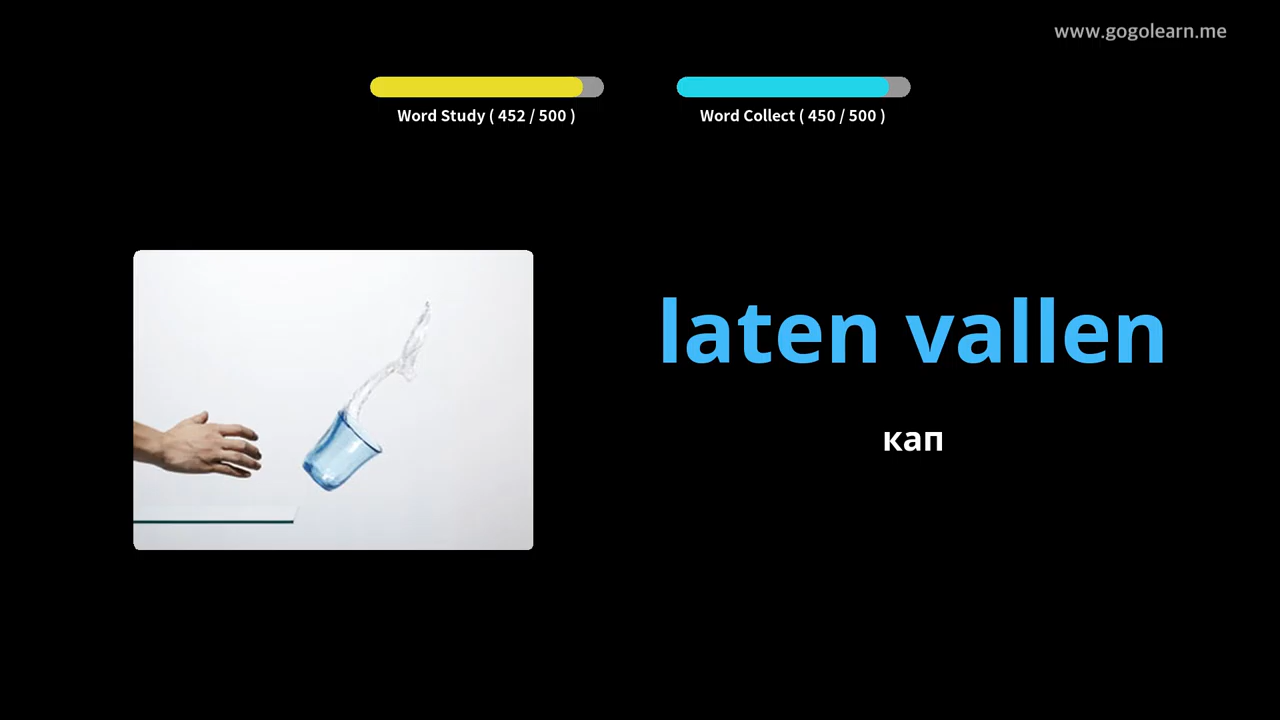 www.gogolearn.me
Word Study ( 452 / 500 )
Word Collect ( 450 / 500 )
laten vallen
кап